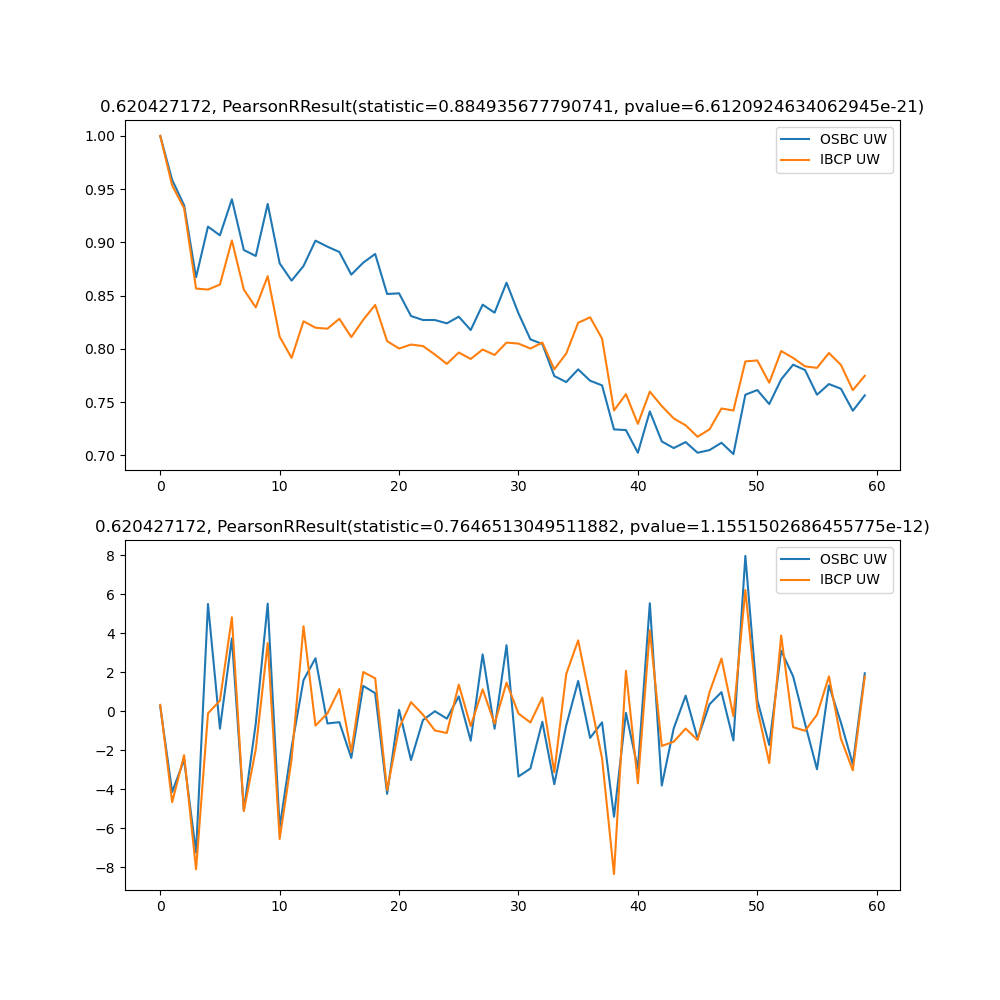 0.620427172, PearsonRResult(statistic=0.884935677790741, pvalue=6.6120924634062945e-21)
1.00
0.95
0.90
0.85
0.80
0.75
0.70
OSBC UW
IBCP UW
0 10 20 30 40 50 60
0.620427172, PearsonRResult(statistic=0.7646513049511882, pvalue=1.1551502686455775e-12)
8
6
4
2
0
−2
−4
−6
−8
OSBC UW
IBCP UW
0 10 20 30 40 50 60